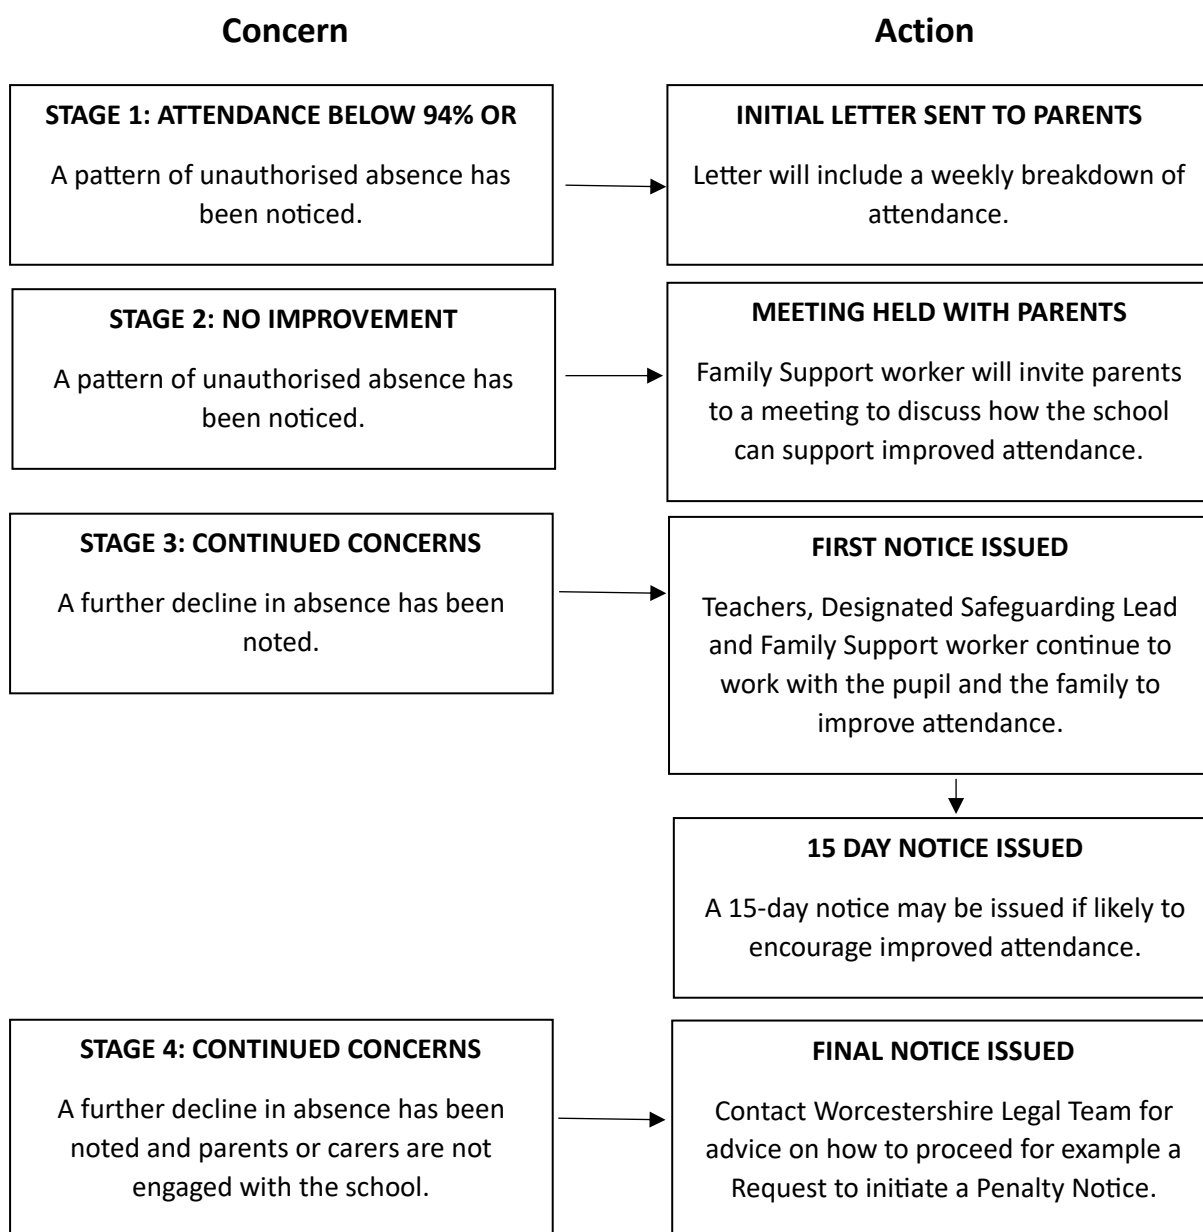 Concern
Action
STAGE 1: ATTENDANCE BELOW 94% OR
A pattern of unauthorised absence has
been noticed.
INITIAL LETTER SENT TO PARENTS
Letter will include a weekly breakdown of
attendance.
STAGE 2: NO IMPROVEMENT
A pattern of unauthorised absence has
been noticed.
MEETING HELD WITH PARENTS
Family Support worker will invite parents
to a meeting to discuss how the school
can support improved attendance.
STAGE 3: CONTINUED CONCERNS
A further decline in absence has been
noted.
FIRST NOTICE ISSUED
Teachers, Designated Safeguarding Lead
and Family Support worker continue to
work with the pupil and the family to
improve attendance.
15 DAY NOTICE ISSUED
A 15-day notice may be issued if likely to
encourage improved attendance.
STAGE 4: CONTINUED CONCERNS
A further decline in absence has been
noted and parents or carers are not
engaged with the school.
FINAL NOTICE ISSUED
Contact Worcestershire Legal Team for
advice on how to proceed for example a
Request to initiate a Penalty Notice.